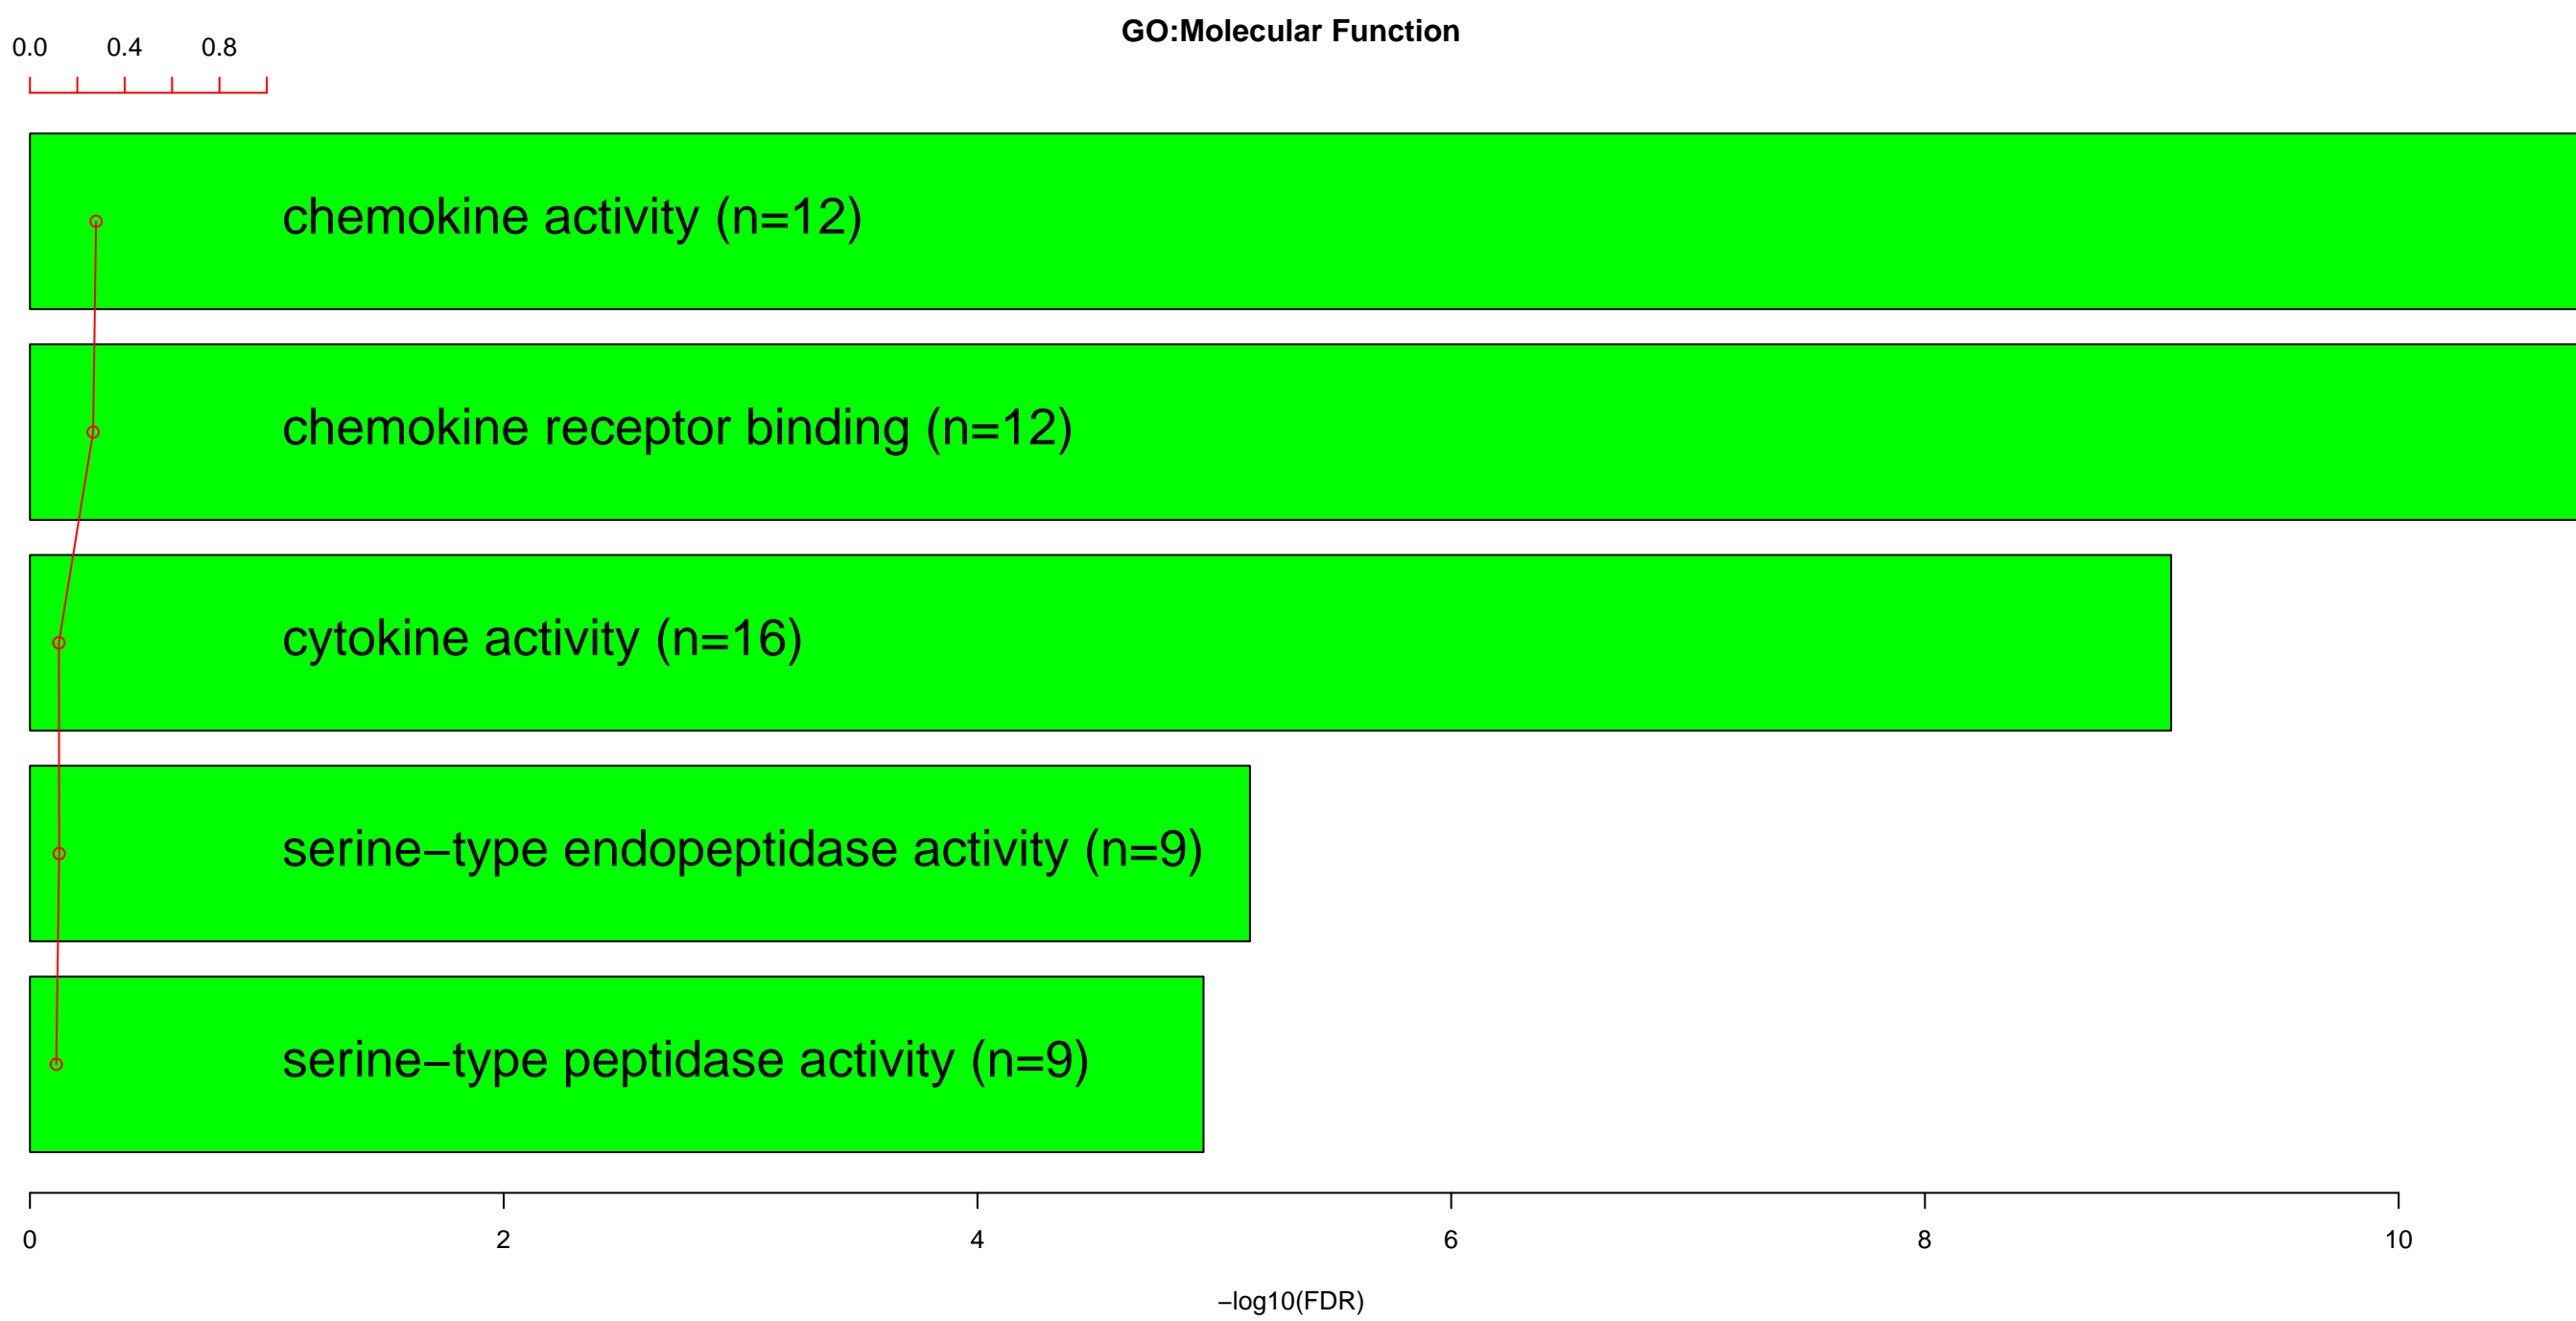 GO:Molecular Function
0.0 0.4 0.8
chemokine activity (n=12)
chemokine receptor binding (n=12)
cytokine activity (n=16)
serine−type endopeptidase activity (n=9)
serine−type peptidase activity (n=9)
0 2 4 6 8 10
−log10(FDR)